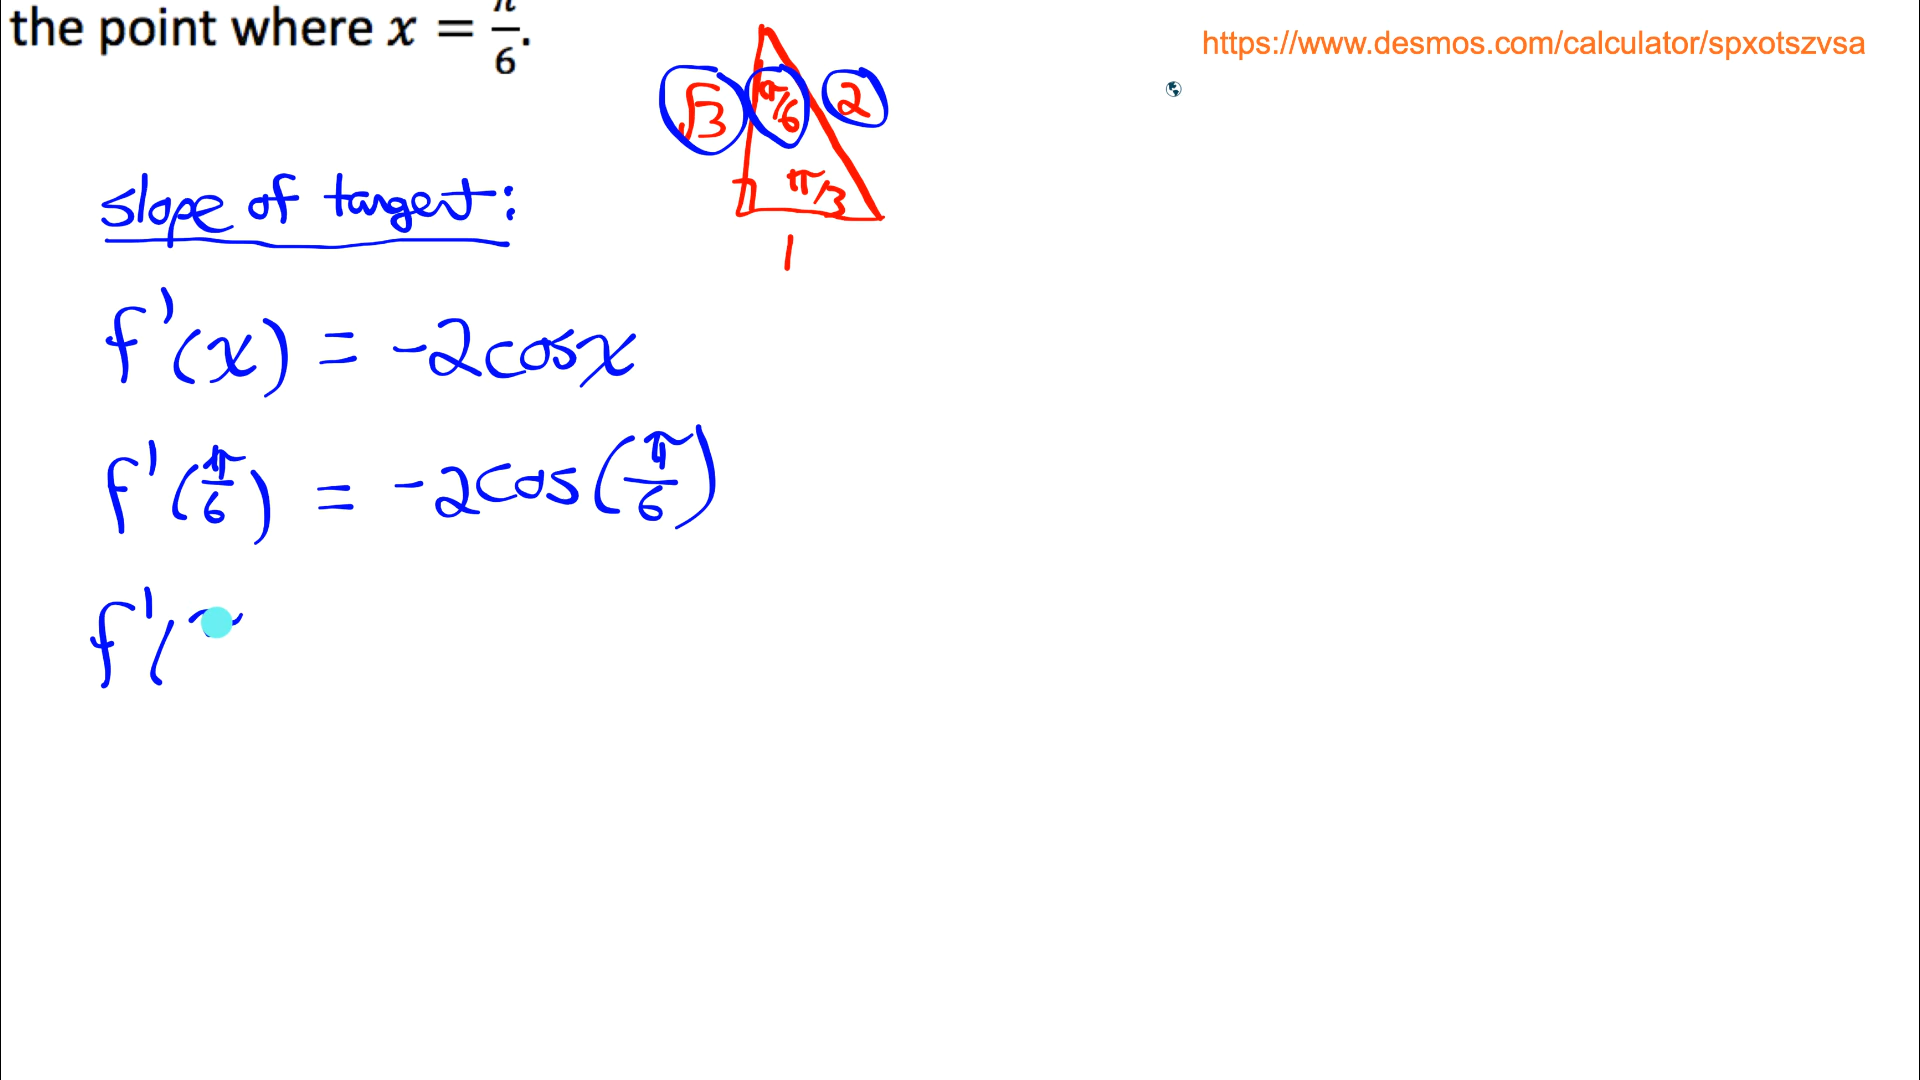 the point where x = π/6.
https://www.desmos.com/calculator/spxotszvsa
√3 π/6 2
π/3
1
slope of tangent:
f'(x) = -2cosx
f'(π/6) = -2cos(π/6)
f'(π